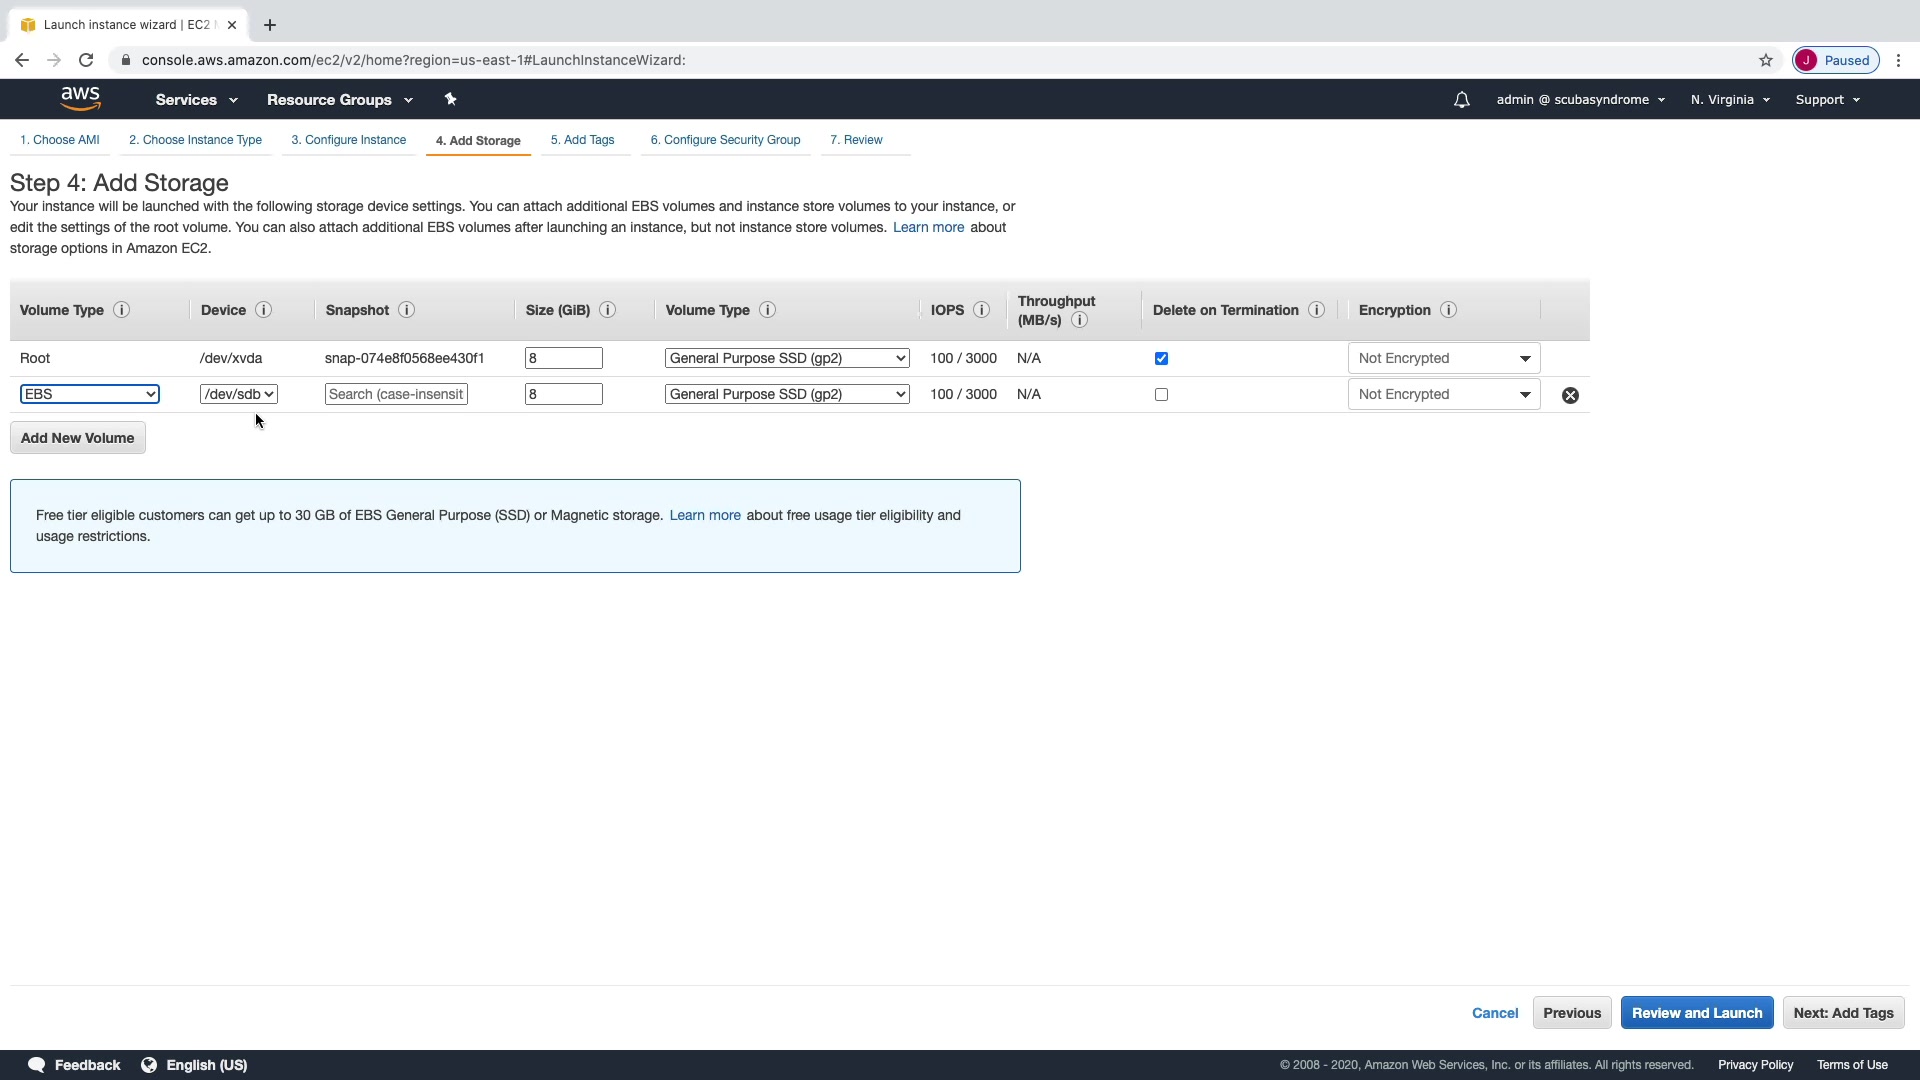 Launch instance wizard | EC2
console.aws.amazon.com/ec2/v2/home?region=us-east-1#LaunchInstanceWizard:
J Paused
aws Services Resource Groups admin @ scubasyndrome N. Virginia Support
1. Choose AMI 2. Choose Instance Type 3. Configure Instance 4. Add Storage 5. Add Tags 6. Configure Security Group 7. Review
Step 4: Add Storage
Your instance will be launched with the following storage device settings. You can attach additional EBS volumes and instance store volumes to your instance, or
edit the settings of the root volume. You can also attach additional EBS volumes after launching an instance, but not instance store volumes. Learn more about
storage options in Amazon EC2.
Volume Type i Device i Snapshot i Size (GiB) i Volume Type i IOPS i Throughput (MB/s) i Delete on Termination i Encryption i
Root /dev/xvda snap-074e8f0568ee430f1 8 General Purpose SSD (gp2) 100 / 3000 N/A Not Encrypted
EBS /dev/sdb Search (case-insensit 8 General Purpose SSD (gp2) 100 / 3000 N/A Not Encrypted
Add New Volume
Free tier eligible customers can get up to 30 GB of EBS General Purpose (SSD) or Magnetic storage. Learn more about free usage tier eligibility and
usage restrictions.
Cancel Previous Review and Launch Next: Add Tags
Feedback English (US) © 2008 - 2020, Amazon Web Services, Inc. or its affiliates. All rights reserved. Privacy Policy Terms of Use